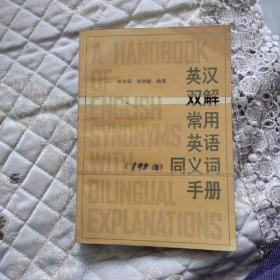 A HANDBOOK
OF
ENGLISH
SYNONYMS
WITH
BILINGUAL
EXPLANATIONS
编著
英汉
双解
常用
英语
同义词
手册